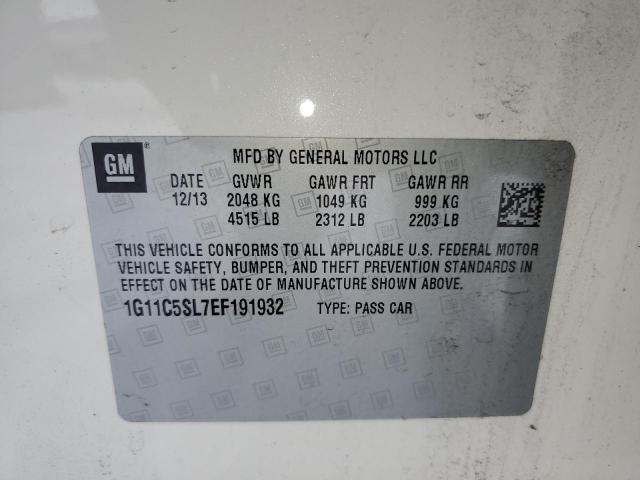 GM ®
MFD BY GENERAL MOTORS LLC
DATE GVWR GAWR FRT GAWR RR
12/13 2048 KG 1049 KG 999 KG
4515 LB 2312 LB 2203 LB
THIS VEHICLE CONFORMS TO ALL APPLICABLE U.S. FEDERAL MOTOR
VEHICLE SAFETY, BUMPER, AND THEFT PREVENTION STANDARDS IN
EFFECT ON THE DATE OF MANUFACTURE SHOWN ABOVE.
1G11C5SL7EF191932 TYPE: PASS CAR